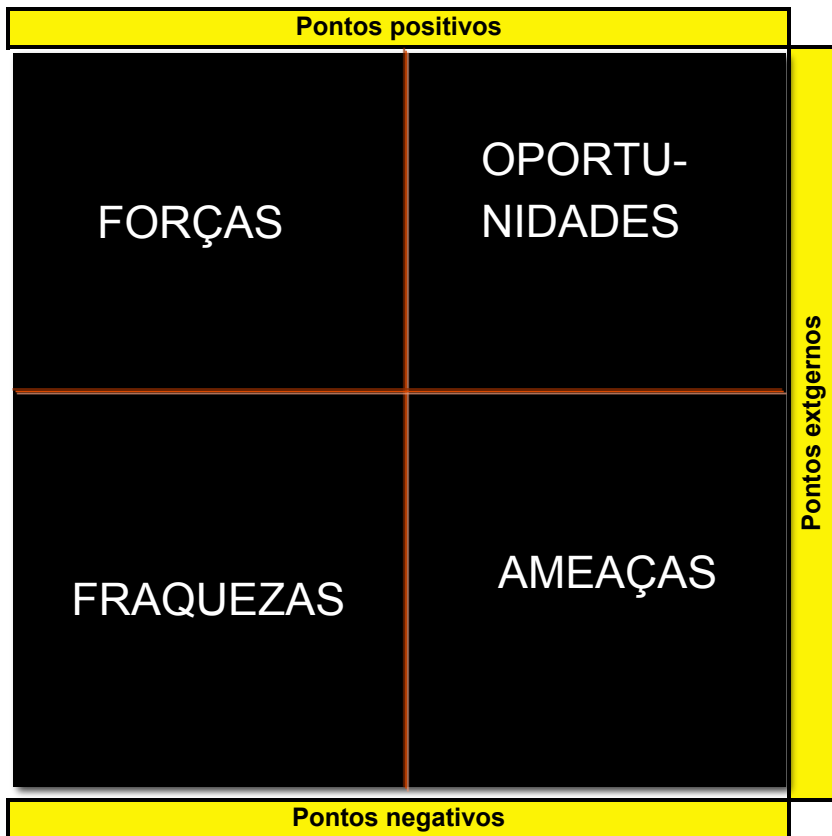 Pontos positivos
FORÇAS
OPORTU-
NIDADES
Pontos extgernos
FRAQUEZAS
AMEAÇAS
Pontos negativos